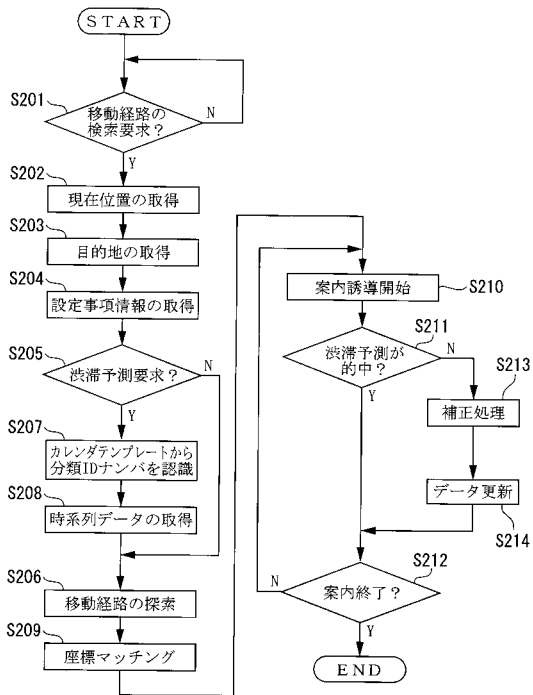 START
S201
移動経路の
検索要求？
N
Y
S202
現在位置の取得
S203
目的地の取得
S204
設定事項情報の取得
S205
渋滞予測要求？
N
Y
S207
カレンダテンプレートから
分類IDナンバを認識
S208
時系列データの取得
S206
移動経路の探索
S209
座標マッチング
案内誘導開始
S210
S211
渋滞予測が
的中？
N
Y
S213
補正処理
データ更新
S214
S212
案内終了？
N
Y
END